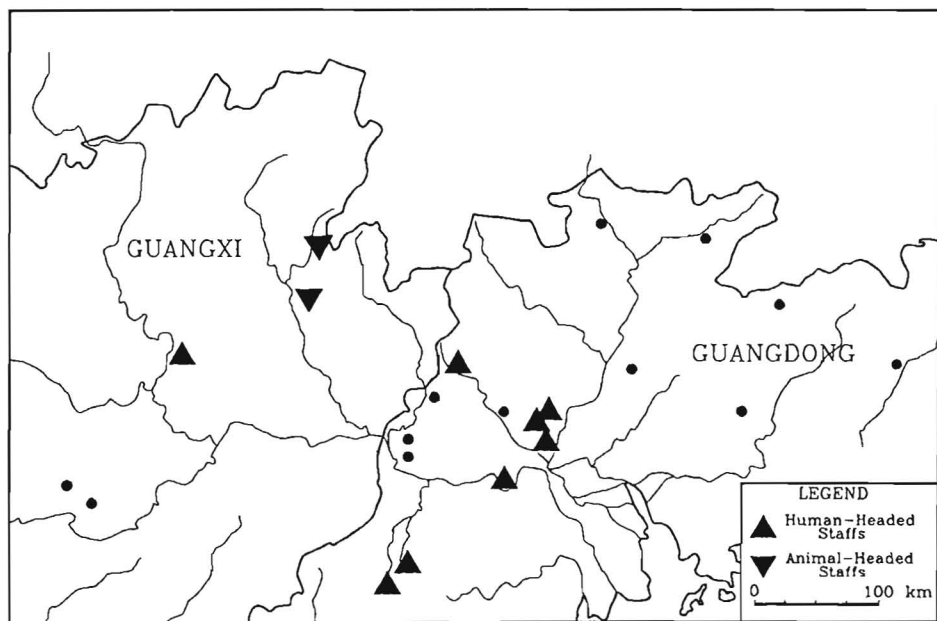 GUANGXI
GUANGDONG
LEGEND
Human-Headed
Staffs
Animal-Headed
Staffs
0 100 km